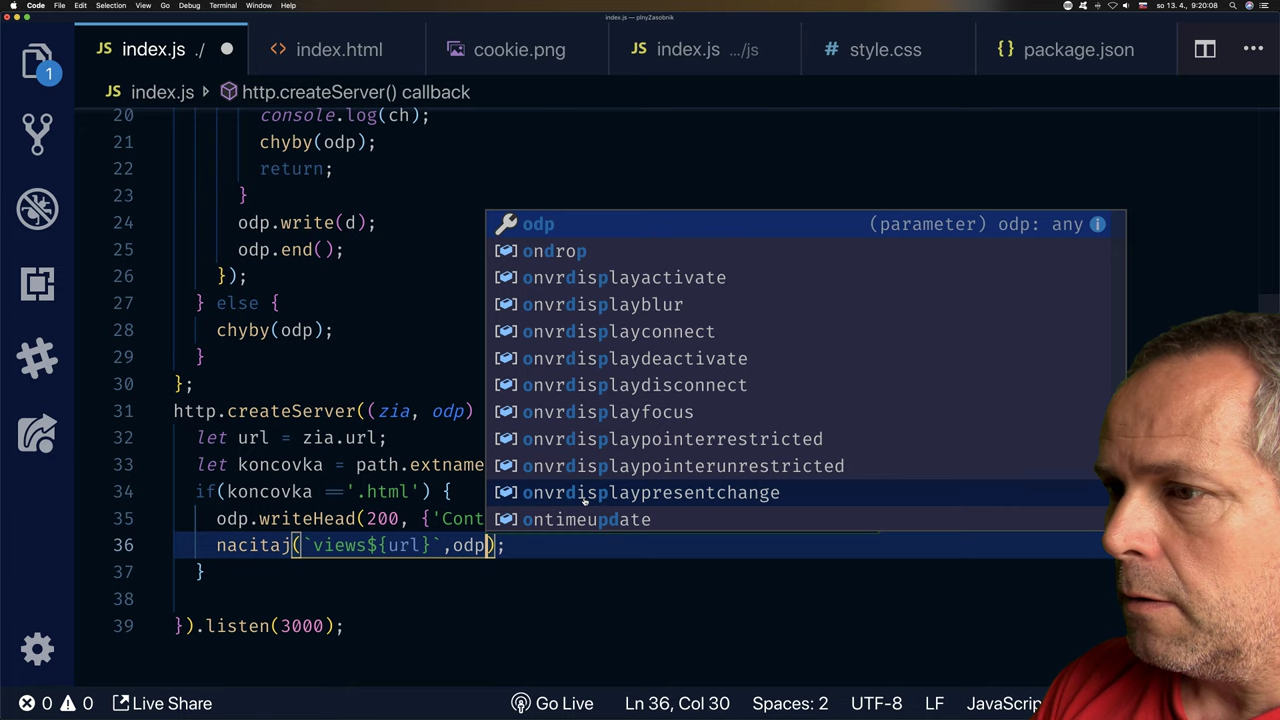 Code File Edit Selection View Go Debug Terminal Window Help
so 13. 4., 9:20:08
index.js — plnyZasobnik
JS index.js ./
<> index.html
cookie.png
JS index.js .../js
# style.css
{} package.json
...
1
JS index.js > http.createServer() callback
20 console.log(ch);
21 chyby(odp);
22 return;
23 }
24 odp.write(d);
25 odp.end();
26 });
27 } else {
28 chyby(odp);
29 }
30 };
31 http.createServer((zia, odp)
32 let url = zia.url;
33 let koncovka = path.extname
34 if(koncovka =='.html') {
35 odp.writeHead(200, {'Cont
36 nacitaj(`views${url}`,odp);
37 }
38
39 }).listen(3000);
odp (parameter) odp: any
ondrop
onvrdisplayactivate
onvrdisplayblur
onvrdisplayconnect
onvrdisplaydeactivate
onvrdisplaydisconnect
onvrdisplayfocus
onvrdisplaypointerrestricted
onvrdisplaypointerunrestricted
onvrdisplaypresentchange
ontimeupdate
0 0 Live Share Go Live Ln 36, Col 30 Spaces: 2 UTF-8 LF JavaScrip